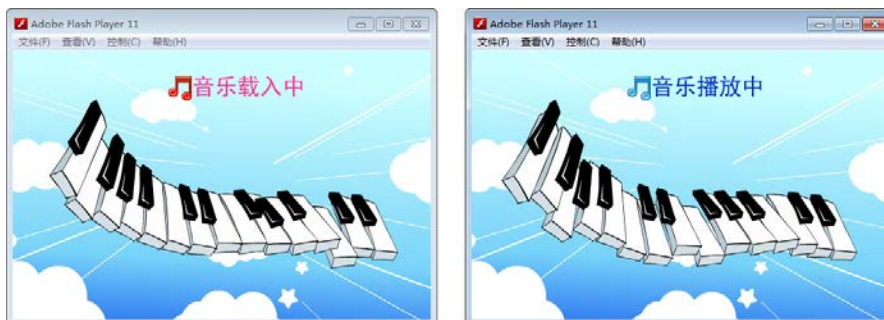 Adobe Flash Player 11
文件(F) 查看(V) 控制(C) 帮助(H)
音乐载入中
Adobe Flash Player 11
文件(F) 查看(V) 控制(C) 帮助(H)
音乐播放中